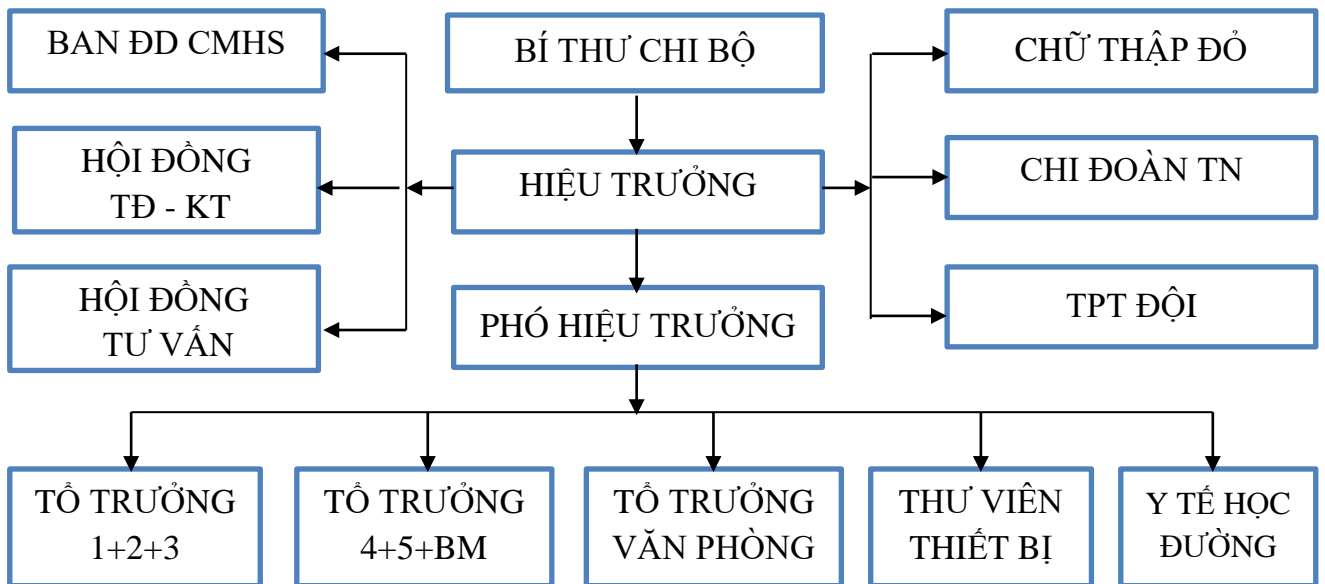 BAN ĐD CMHS
BÍ THƯ CHI BỘ
CHỮ THẬP ĐỎ
HỘI ĐỒNG
TĐ - KT
HIỆU TRƯỞNG
CHI ĐOÀN TN
HỘI ĐỒNG
TƯ VẤN
PHÓ HIỆU TRƯỞNG
TPT ĐỘI
TỔ TRƯỞNG
1+2+3
TỔ TRƯỞNG
4+5+BM
TỔ TRƯỞNG
VĂN PHÒNG
THƯ VIÊN
THIẾT BỊ
Y TẾ HỌC
ĐƯỜNG